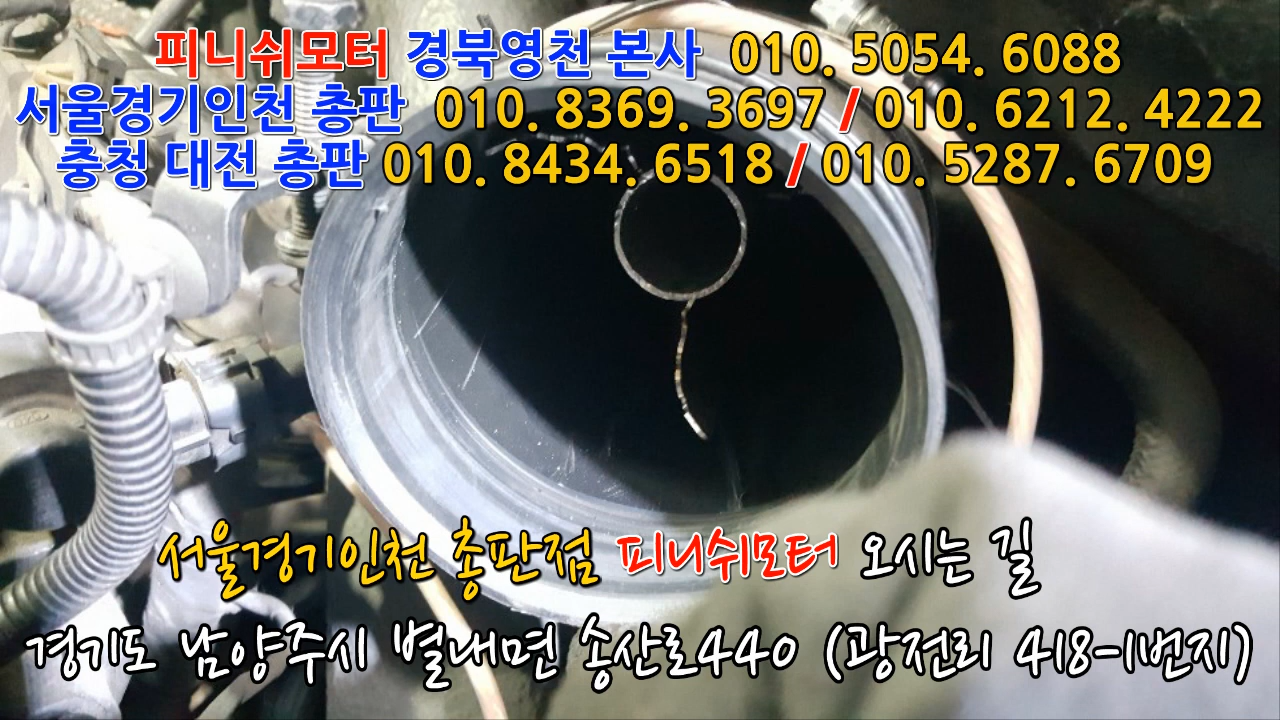 피니쉬모터 경북영천 본사 010. 5054. 6088
서울경기인천 총판 010. 8369. 3697 / 010. 6212. 4222
충청 대전 총판 010. 8434. 6518 / 010. 5287. 6709
서울경기인천 총판점 피니쉬모터 오시는 길
경기도 남양주시 별내면 송산로440 (광전리 418-1번지)